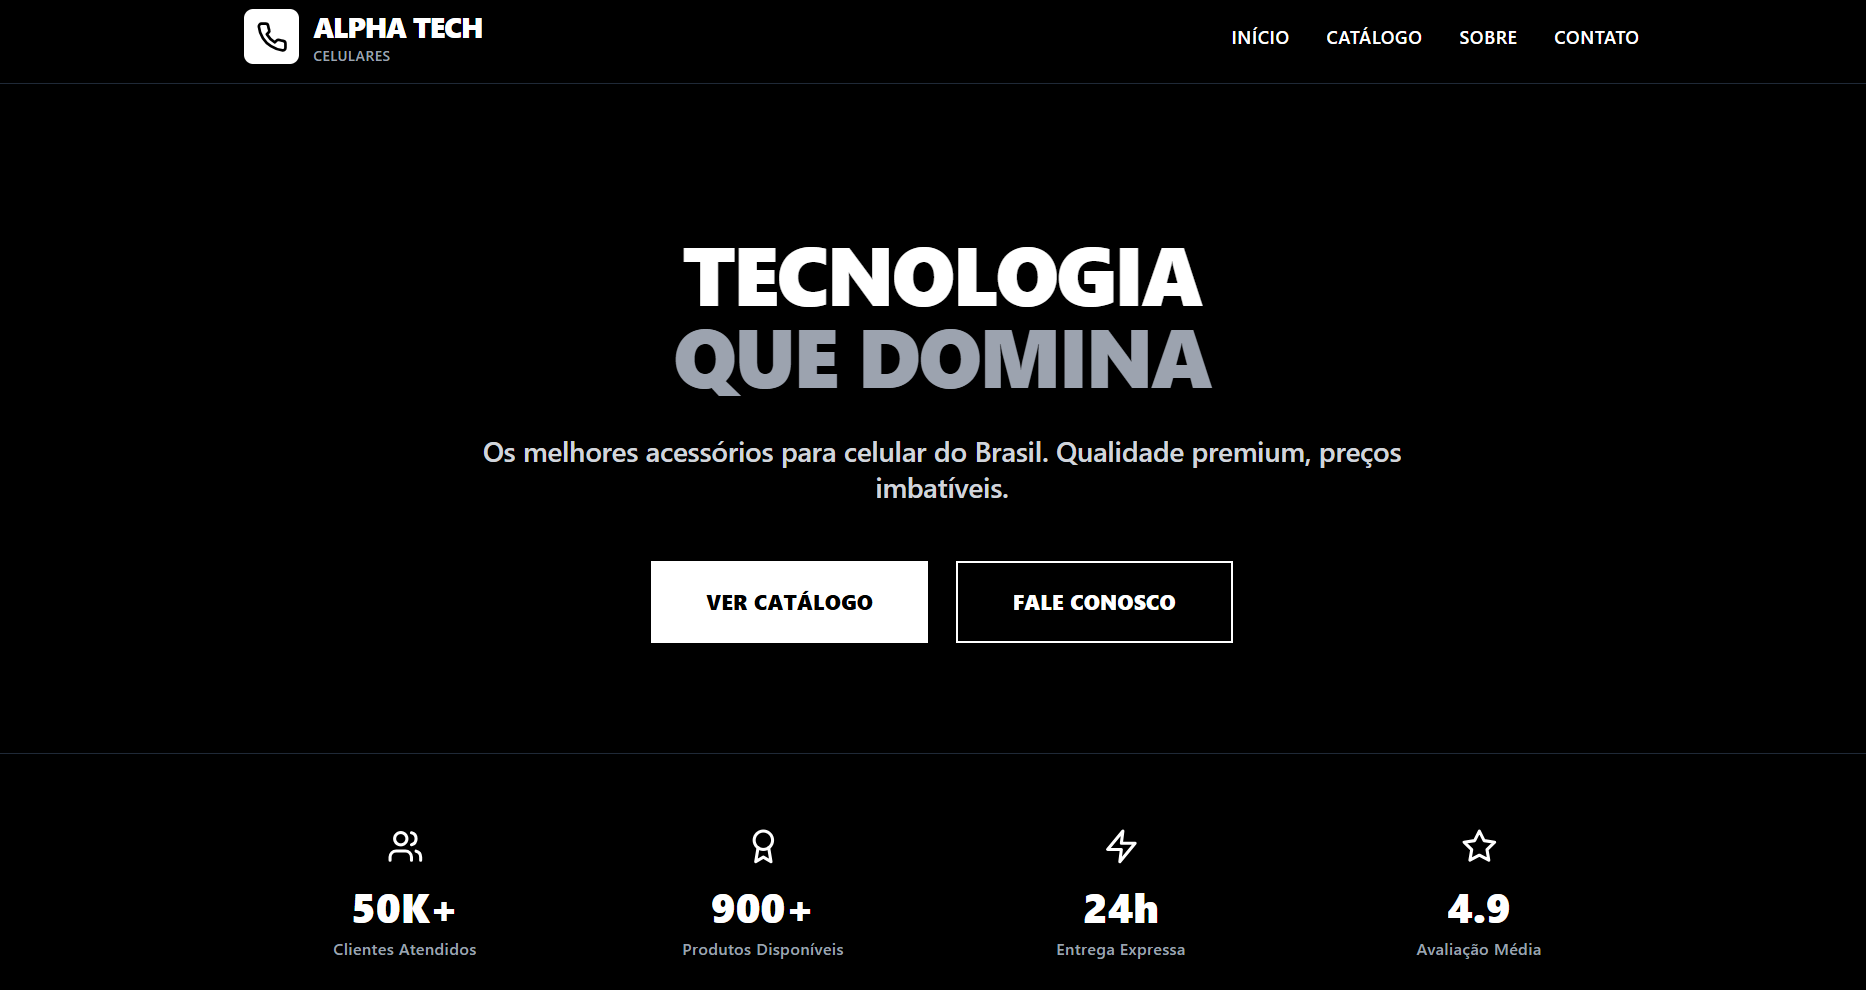 ALPHA TECH
CELULARES
INÍCIO
CATÁLOGO
SOBRE
CONTATO
TECNOLOGIA
QUE DOMINA
Os melhores acessórios para celular do Brasil. Qualidade premium, preços
imbatíveis.
VER CATÁLOGO
FALE CONOSCO
50K+
Clientes Atendidos
900+
Produtos Disponíveis
24h
Entrega Expressa
4.9
Avaliação Média